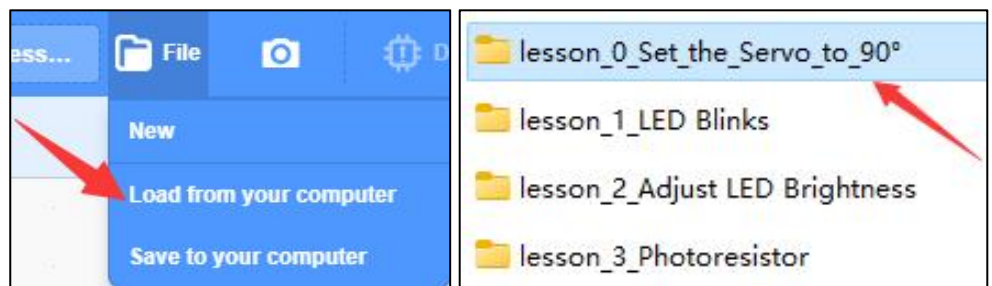 ess...
File
D
New
Load from your computer
Save to your computer
lesson_0_Set_the_Servo_to_90°
lesson_1_LED Blinks
lesson_2_Adjust LED Brightness
lesson_3_Photoresistor